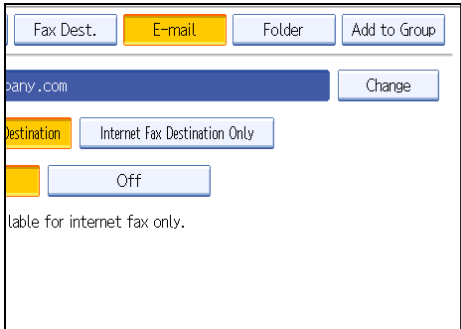 Fax Dest. E-mail Folder Add to Group
pany.com Change
Destination Internet Fax Destination Only
Off
lable for internet fax only.